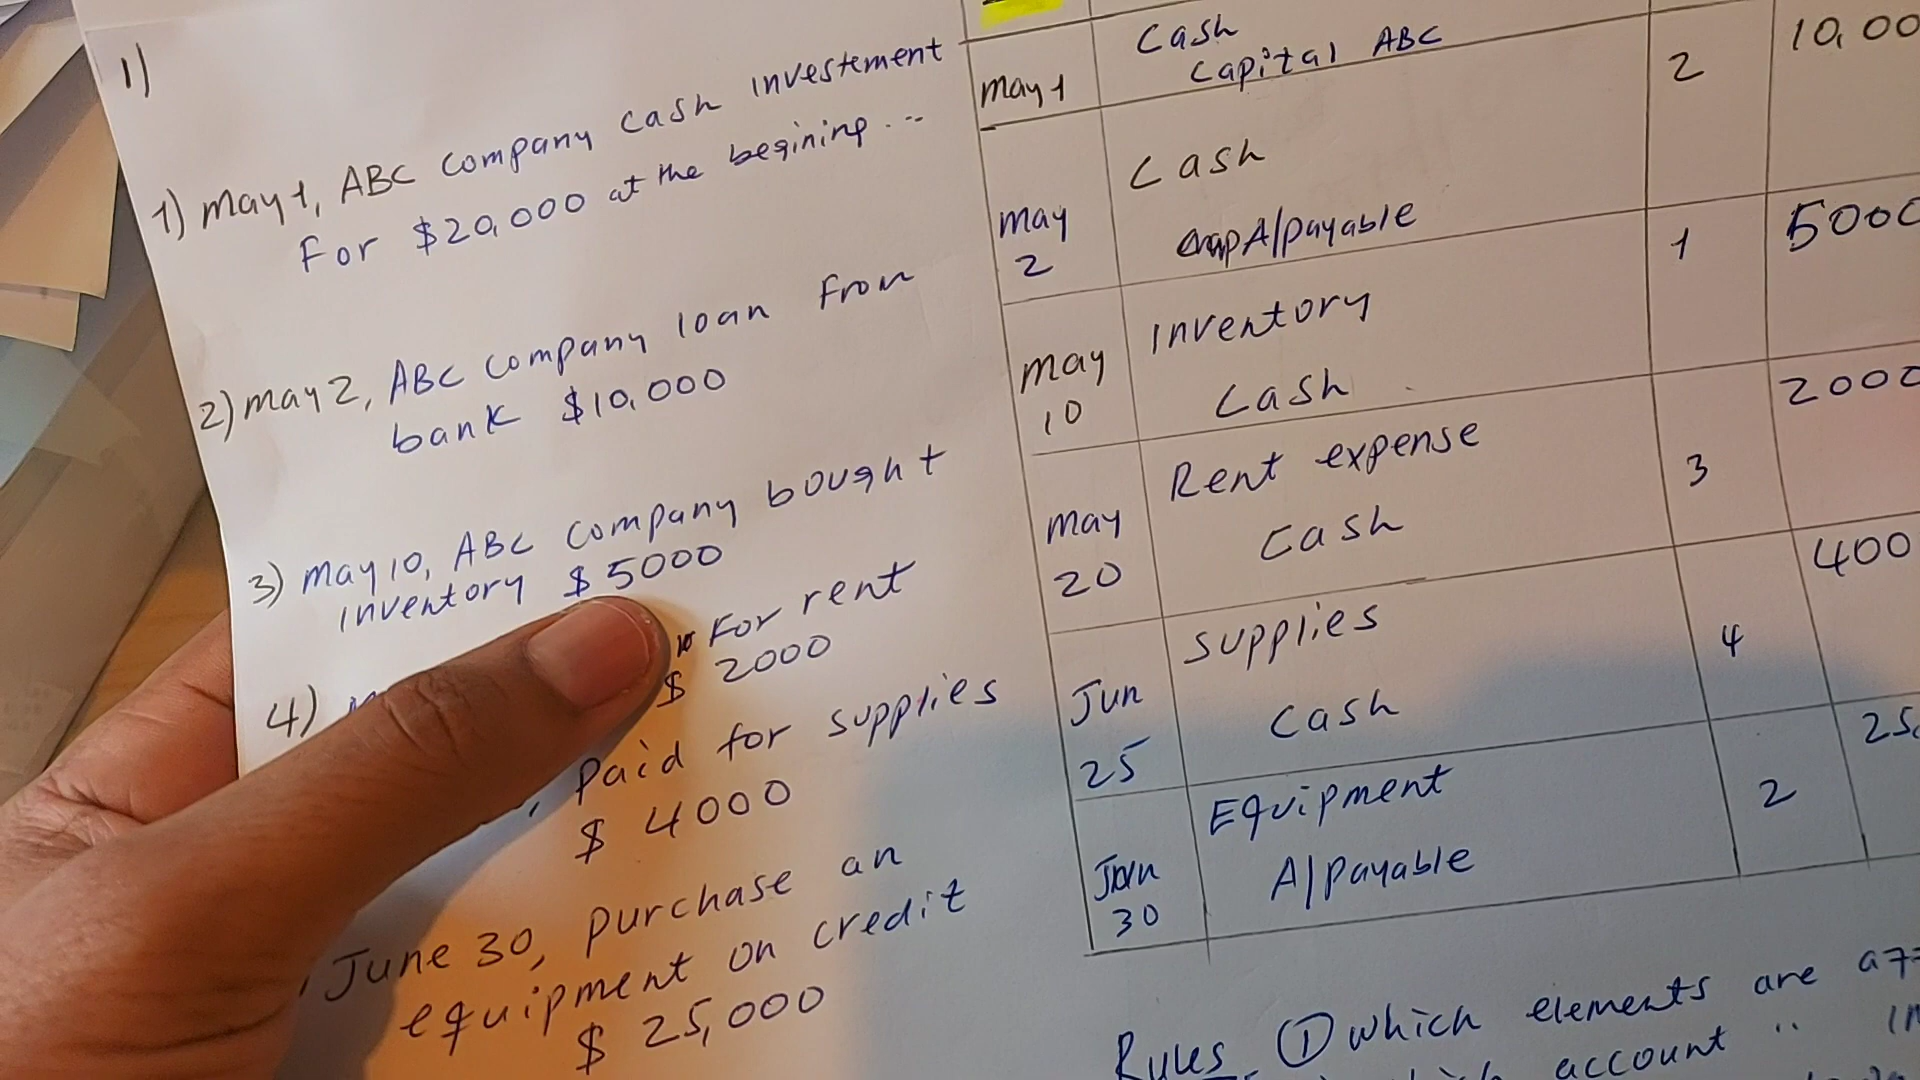 1)
1) may 1, ABC company cash investement
For $20,000 at the begining...
2) may 2, ABC company loan from
bank $10,000
3) may 10, ABC company bought
inventory $5000
4)
For rent
$ 2000
, paid for supplies
$ 4000
June 30, purchase an
equipment on credit
$ 25,000
may 1
Cash
Capital ABC
2
10,00
may
2
Cash
A/payable
1
5000
may
10
inventory
Cash
2000
may
20
Rent expense
Cash
3
400
Jun
25
supplies
Cash
4
25,
30
Equipment
A/payable
2
Rules ① which elements are
account "